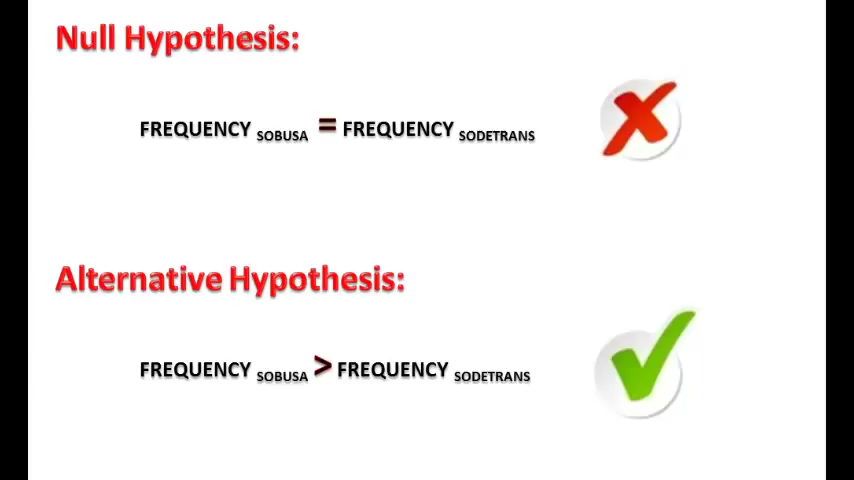 Null Hypothesis:
FREQUENCY SOBUSA = FREQUENCY SODETRANS
Alternative Hypothesis:
FREQUENCY SOBUSA > FREQUENCY SODETRANS